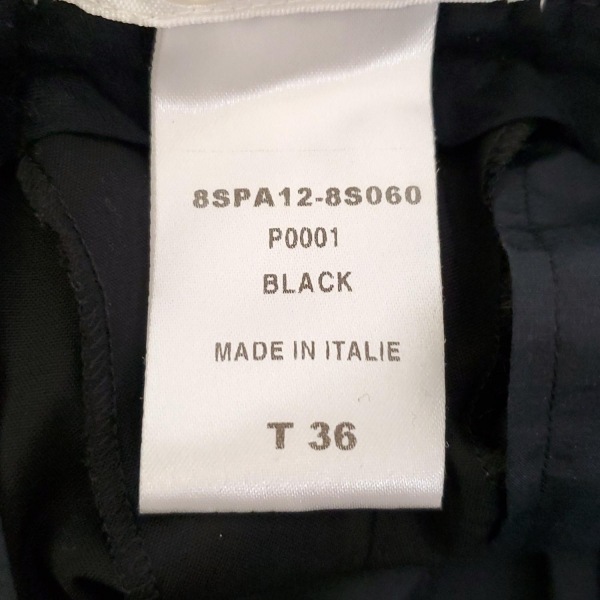 8SPA12-8S060
P0001
BLACK
MADE IN ITALIE
T 36